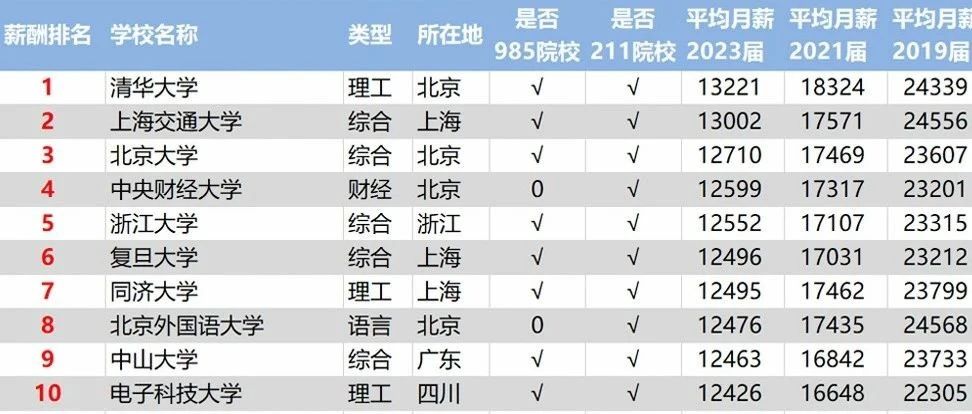 薪酬排名 学校名称 类型 所在地 是否985院校 是否211院校 平均月薪2023届 平均月薪2021届 平均月薪2019届
1 清华大学 理工 北京 √ √ 13221 18324 24339
2 上海交通大学 综合 上海 √ √ 13002 17571 24556
3 北京大学 综合 北京 √ √ 12710 17469 23607
4 中央财经大学 财经 北京 0 √ 12599 17317 23201
5 浙江大学 综合 浙江 √ √ 12552 17107 23315
6 复旦大学 综合 上海 √ √ 12496 17031 23212
7 同济大学 理工 上海 √ √ 12495 17462 23799
8 北京外国语大学 语言 北京 0 √ 12476 17435 24568
9 中山大学 综合 广东 √ √ 12463 16842 23733
10 电子科技大学 理工 四川 √ √ 12426 16648 22305